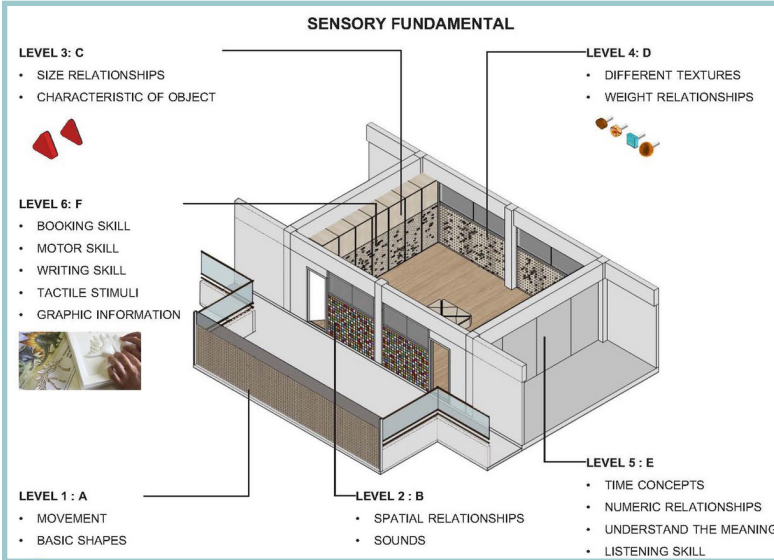 SENSORY FUNDAMENTAL
LEVEL 3: C
• SIZE RELATIONSHIPS
• CHARACTERISTIC OF OBJECT
LEVEL 4: D
• DIFFERENT TEXTURES
• WEIGHT RELATIONSHIPS
LEVEL 6: F
• BOOKING SKILL
• MOTOR SKILL
• WRITING SKILL
• TACTILE STIMULI
• GRAPHIC INFORMATION
LEVEL 1 : A
• MOVEMENT
• BASIC SHAPES
LEVEL 2 : B
• SPATIAL RELATIONSHIPS
• SOUNDS
LEVEL 5 : E
• TIME CONCEPTS
• NUMERIC RELATIONSHIPS
• UNDERSTAND THE MEANING
• LISTENING SKILL